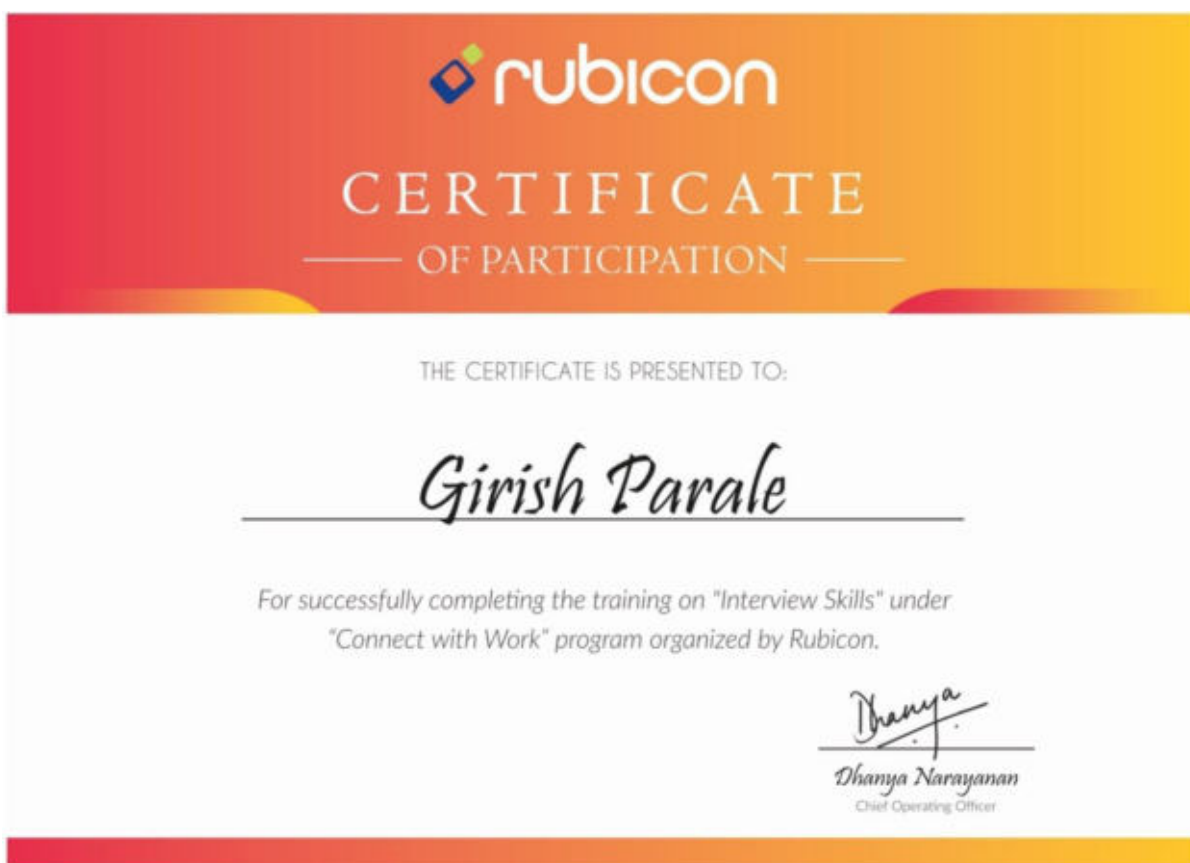 rubicon
CERTIFICATE
OF PARTICIPATION
THE CERTIFICATE IS PRESENTED TO:
Girish Parale
For successfully completing the training on "Interview Skills" under
"Connect with Work" program organized by Rubicon.
Dhanya
Dhanya Narayanan
Chief Operating Officer